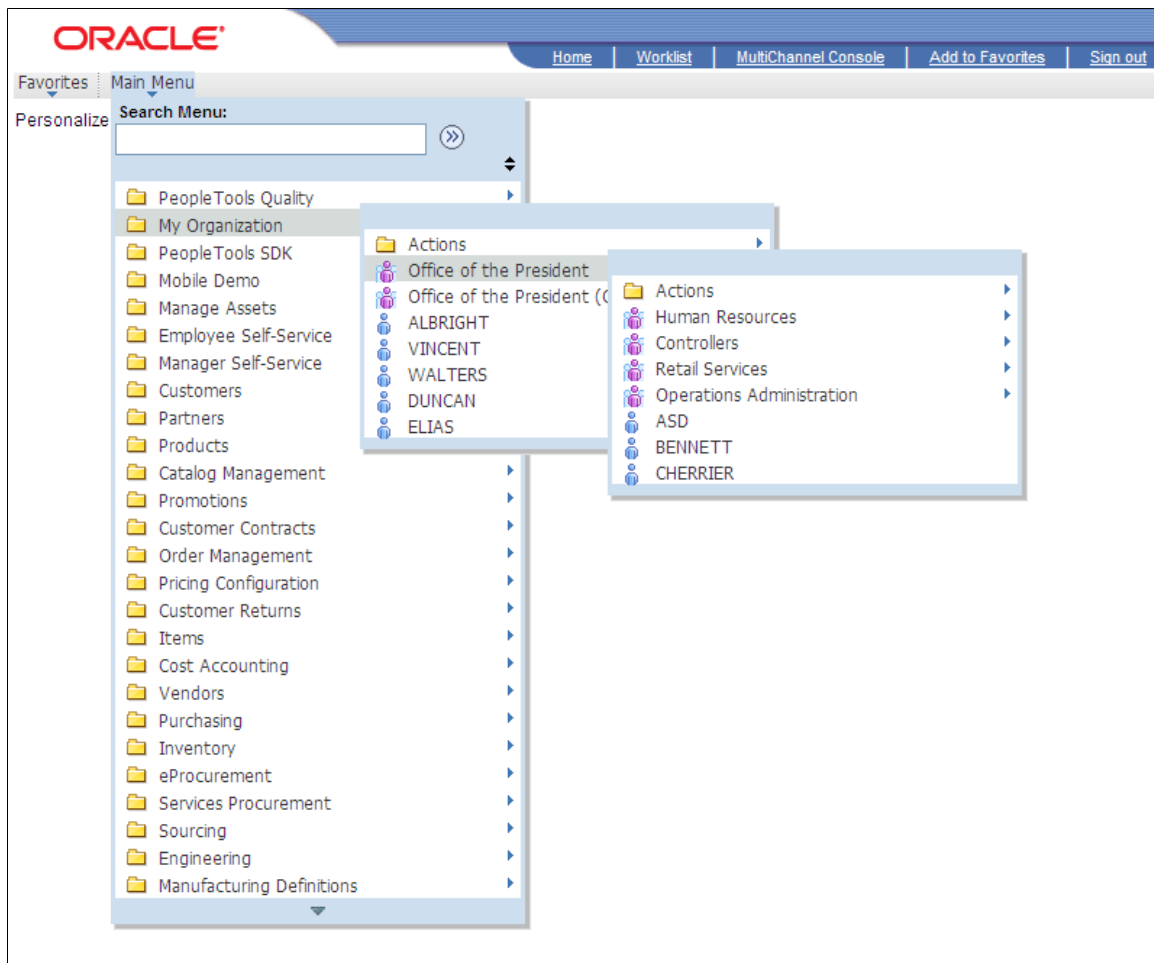 ORACLE
Home
Worklist
MultiChannel Console
Add to Favorites
Sign out
Favorites
Main Menu
Personalize
Search Menu:
PeopleTools Quality
My Organization
PeopleTools SDK
Mobile Demo
Manage Assets
Employee Self-Service
Manager Self-Service
Customers
Partners
Products
Catalog Management
Promotions
Customer Contracts
Order Management
Pricing Configuration
Customer Returns
Items
Cost Accounting
Vendors
Purchasing
Inventory
eProcurement
Services Procurement
Sourcing
Engineering
Manufacturing Definitions
Actions
Office of the President
Office of the President (
ALBRIGHT
VINCENT
WALTERS
DUNCAN
ELIAS
Actions
Human Resources
Controllers
Retail Services
Operations Administration
ASD
BENNETT
CHERRIER